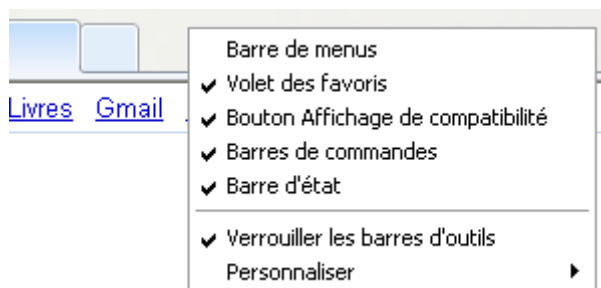 Barre de menus
Volet des favoris
Livres Gmail
Bouton Affichage de compatibilité
Barres de commandes
Barre d'état
Verrouiller les barres d'outils
Personnaliser